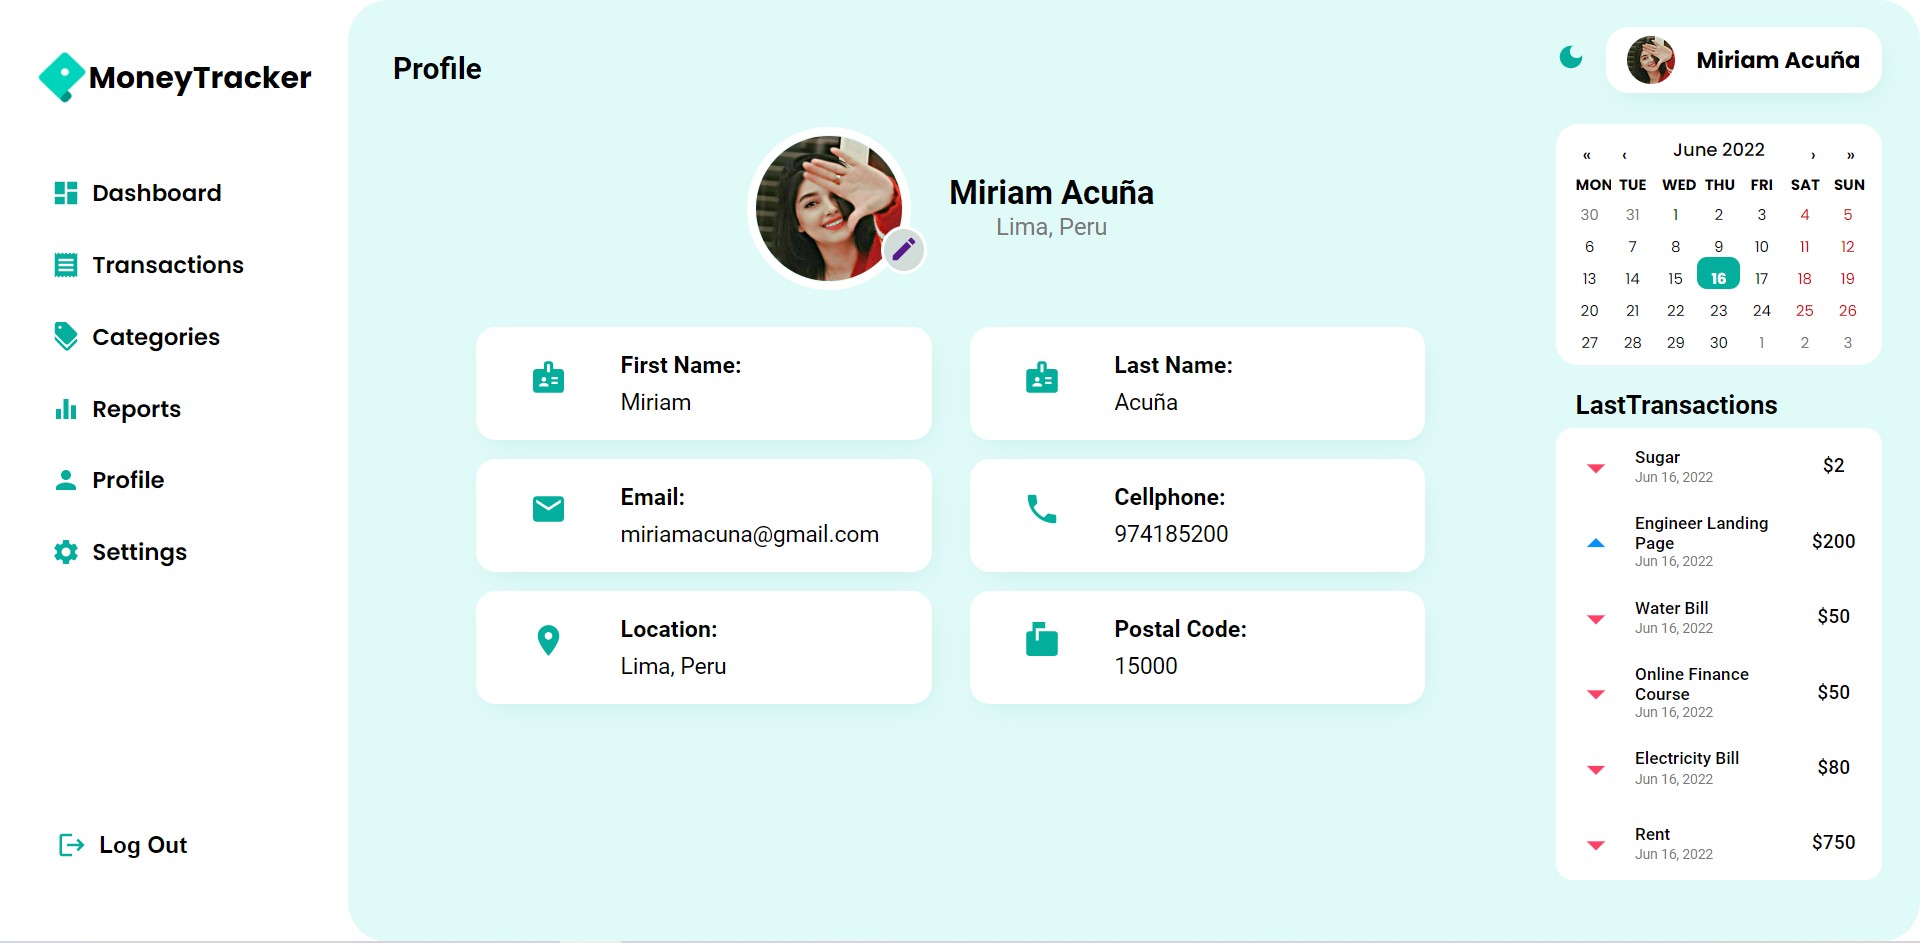 MoneyTracker
Dashboard
Transactions
Categories
Reports
Profile
Settings
Log Out
Profile
Miriam Acuña
Lima, Peru
First Name:
Miriam
Last Name:
Acuña
Email:
miriamacuna@gmail.com
Cellphone:
974185200
Location:
Lima, Peru
Postal Code:
15000
Miriam Acuña
« ‹ June 2022 › »
MON TUE WED THU FRI SAT SUN
30 31 1 2 3 4 5
6 7 8 9 10 11 12
13 14 15 16 17 18 19
20 21 22 23 24 25 26
27 28 29 30 1 2 3
LastTransactions
Sugar
Jun 16, 2022
$2
Engineer Landing
Page
Jun 16, 2022
$200
Water Bill
Jun 16, 2022
$50
Online Finance
Course
Jun 16, 2022
$50
Electricity Bill
Jun 16, 2022
$80
Rent
Jun 16, 2022
$750